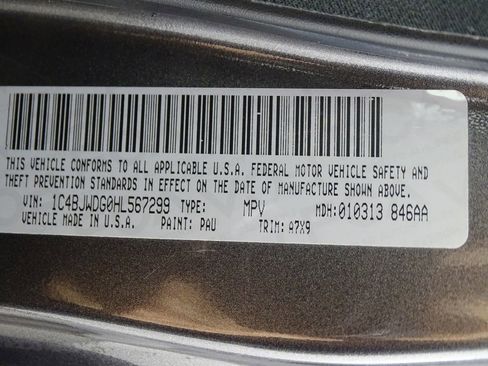 THIS VEHICLE CONFORMS TO ALL APPLICABLE U.S.A. FEDERAL MOTOR VEHICLE SAFETY AND
THEFT PREVENTION STANDARDS IN EFFECT ON THE DATE OF MANUFACTURE SHOWN ABOVE.
VIN: 1C4BJWDG0HL567299 TYPE: MPV MDH:010313 846AA
VEHICLE MADE IN U.S.A. PAINT: PAU TRIM: A7X9